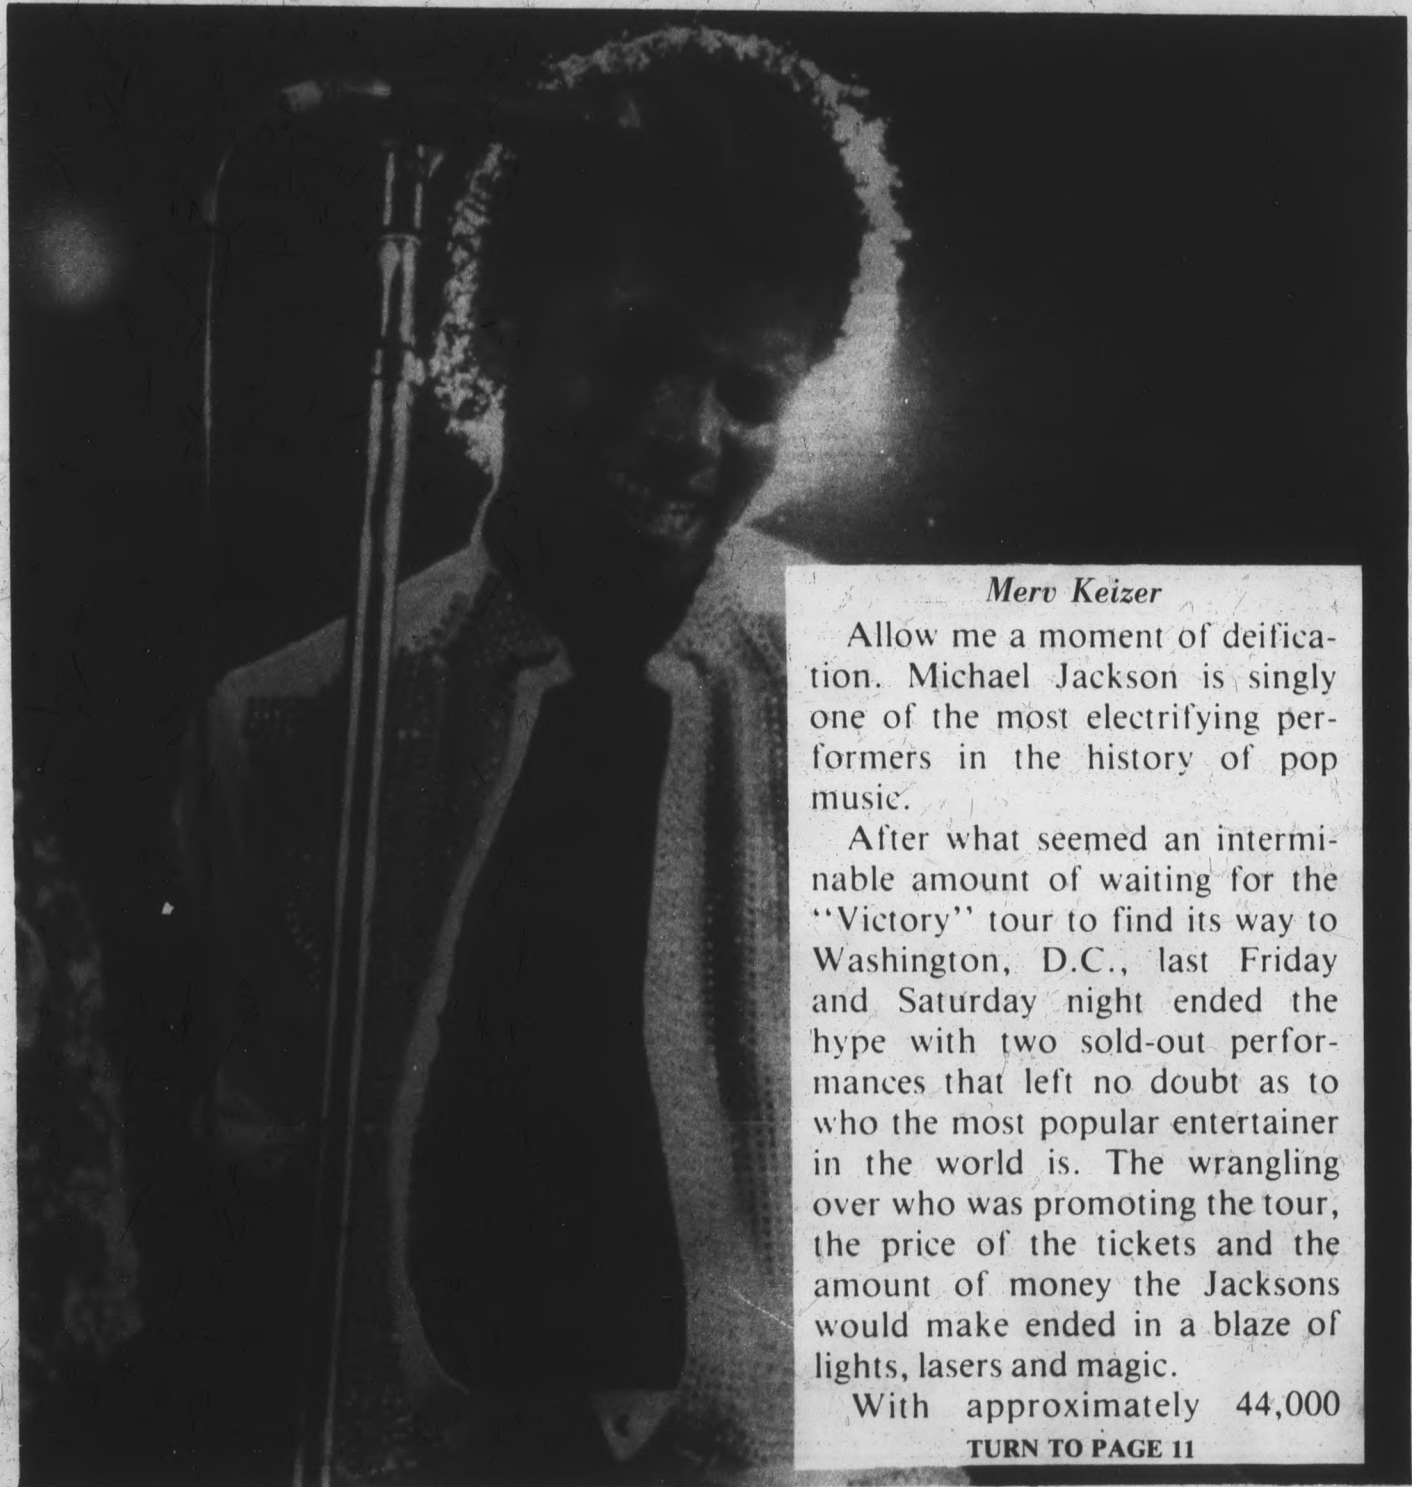 Merv Keizer
Allow me a moment of deifica-
tion. Michael Jackson is singly
one of the most electrifying per-
formers in the history of pop
music.
After what seemed an intermi-
nable amount of waiting for the
‘‘Victory’’ tour to find its way to
Washington, D.C., last Friday
and Saturday night ended the
hype with two sold-out perfor-
mances that left no doubt as to
who the most popular entertainer
in the world is. The wrangling
over who was promoting the tour,
the price of the tickets and the
amount of money the Jacksons
would make ended in a blaze of
lights, lasers and magic.
With approximately 44,000
TURN TO PAGE 11